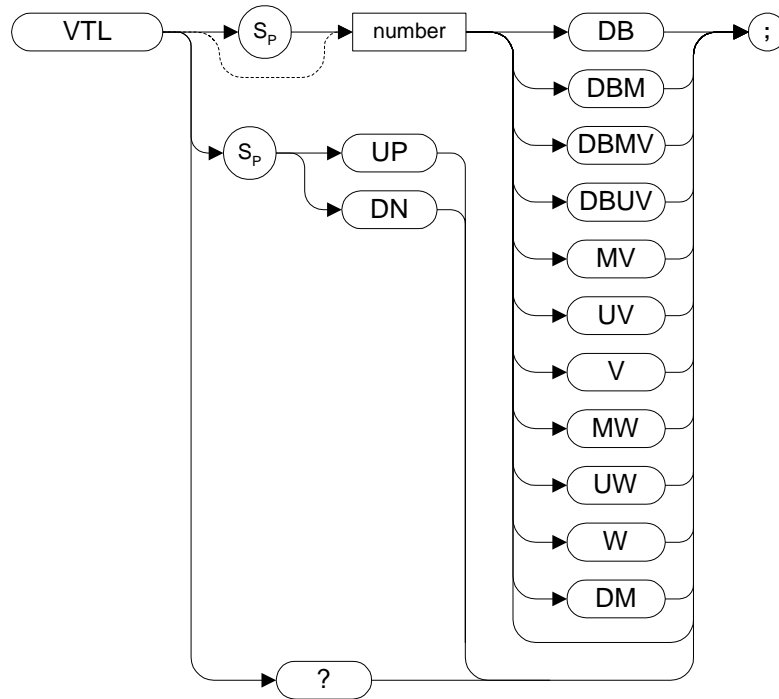 VTL
SP
number
DB
;
DBM
SP
UP
DBMV
DN
DBUV
MV
UV
V
MW
UW
W
DM
?